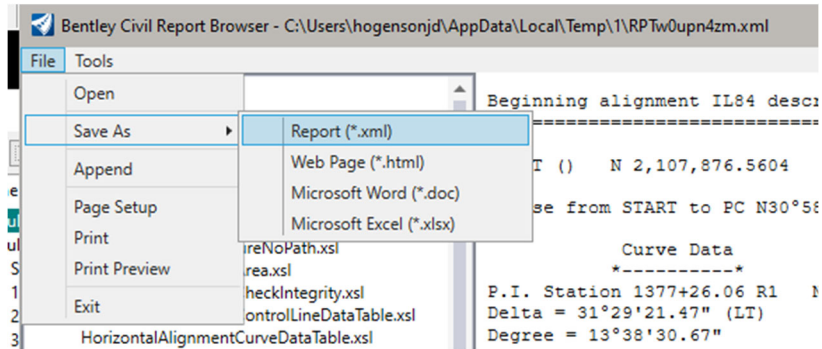 Bentley Civil Report Browser - C:\Users\hogensonjd\AppData\Local\Temp\1\RPTw0upn4zm.xml
File Tools
Open
Save As
Append
Page Setup
Print
Print Preview
Exit
Report (*.xml)
Web Page (*.html)
Microsoft Word (*.doc)
Microsoft Excel (*.xlsx)
HorizontalAlignmentCurveDataTable.xsl
1
2
3
Beginning alignment IL84
N 2,107,876.5604
from START to PC
Curve Data
*----------*
P.I. Station 1377+26.06 R1
Delta = 31°29'21.47" (LT)
Degree = 13°38'30.67"